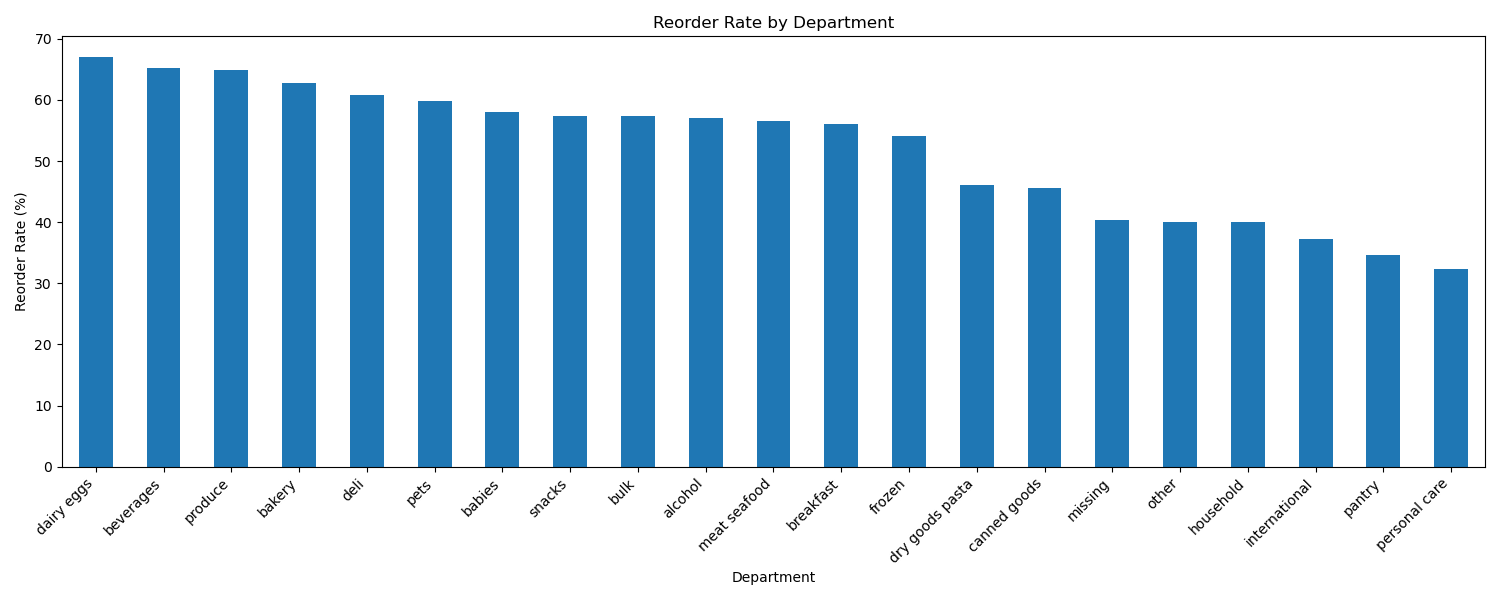 Reorder Rate by Department
Reorder Rate (%)
70
60
50
40
30
20
10
0
dairy eggs
beverages
produce
bakery
deli
pets
babies
snacks
bulk
alcohol
meat seafood
breakfast
frozen
dry goods pasta
canned goods
missing
other
household
international
pantry
personal care
Department